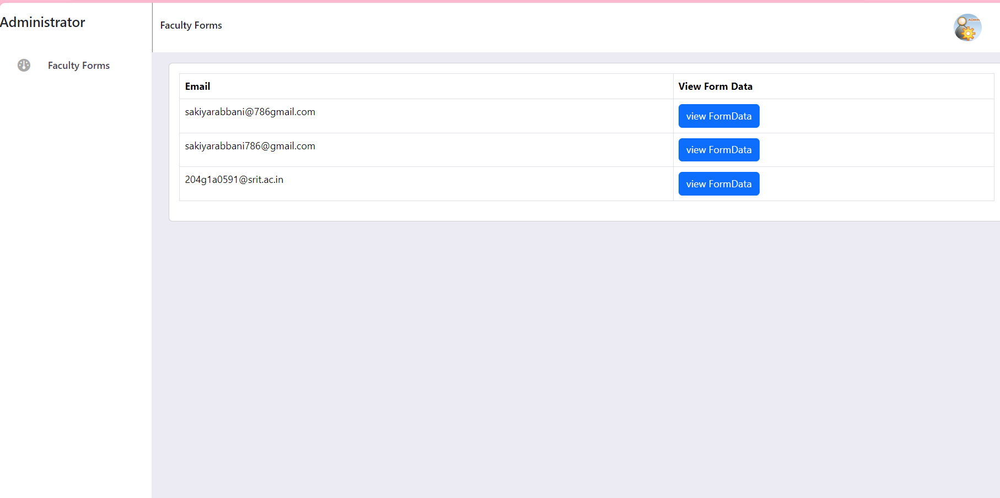 Administrator
Faculty Forms
ADMIN
Faculty Forms
Email View Form Data
sakiyarabbani@786gmail.com view FormData
sakiyarabbani786@gmail.com view FormData
204g1a0591@srit.ac.in view FormData